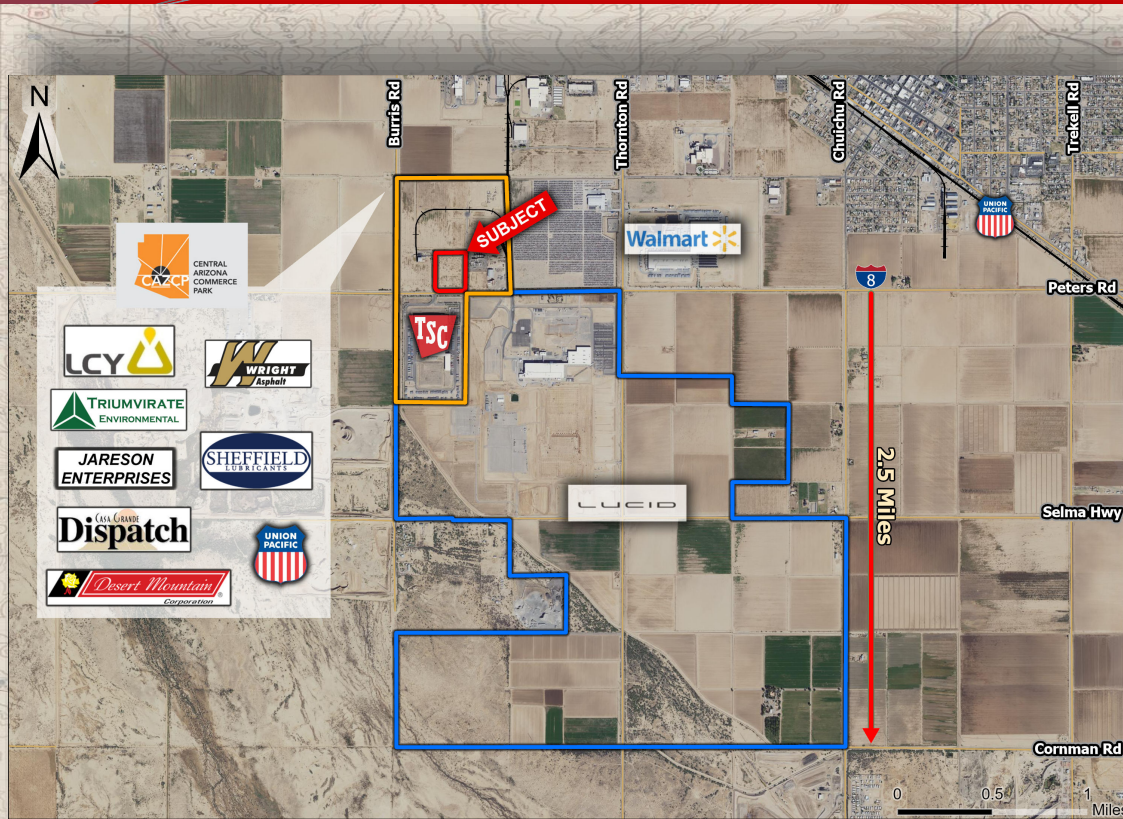 N
Burris Rd
Thornton Rd
Chuichu Rd
Trekell Rd
UNION
PACIFIC
SUBJECT
Walmart
CAZCP
CENTRAL
ARIZONA
COMMERCE
PARK
8
Peters Rd
TSC
LCY
WRIGHT
Asphalt
TRIUMVIRATE
ENVIRONMENTAL
JARESON
ENTERPRISES
SHEFFIELD
LUBRICANTS
CASA GRANDE
Dispatch
UNION
PACIFIC
Desert Mountain
Corporation
LUCID
2.5 Miles
Selma Hwy
Cornman Rd
0 0.5 1
Miles